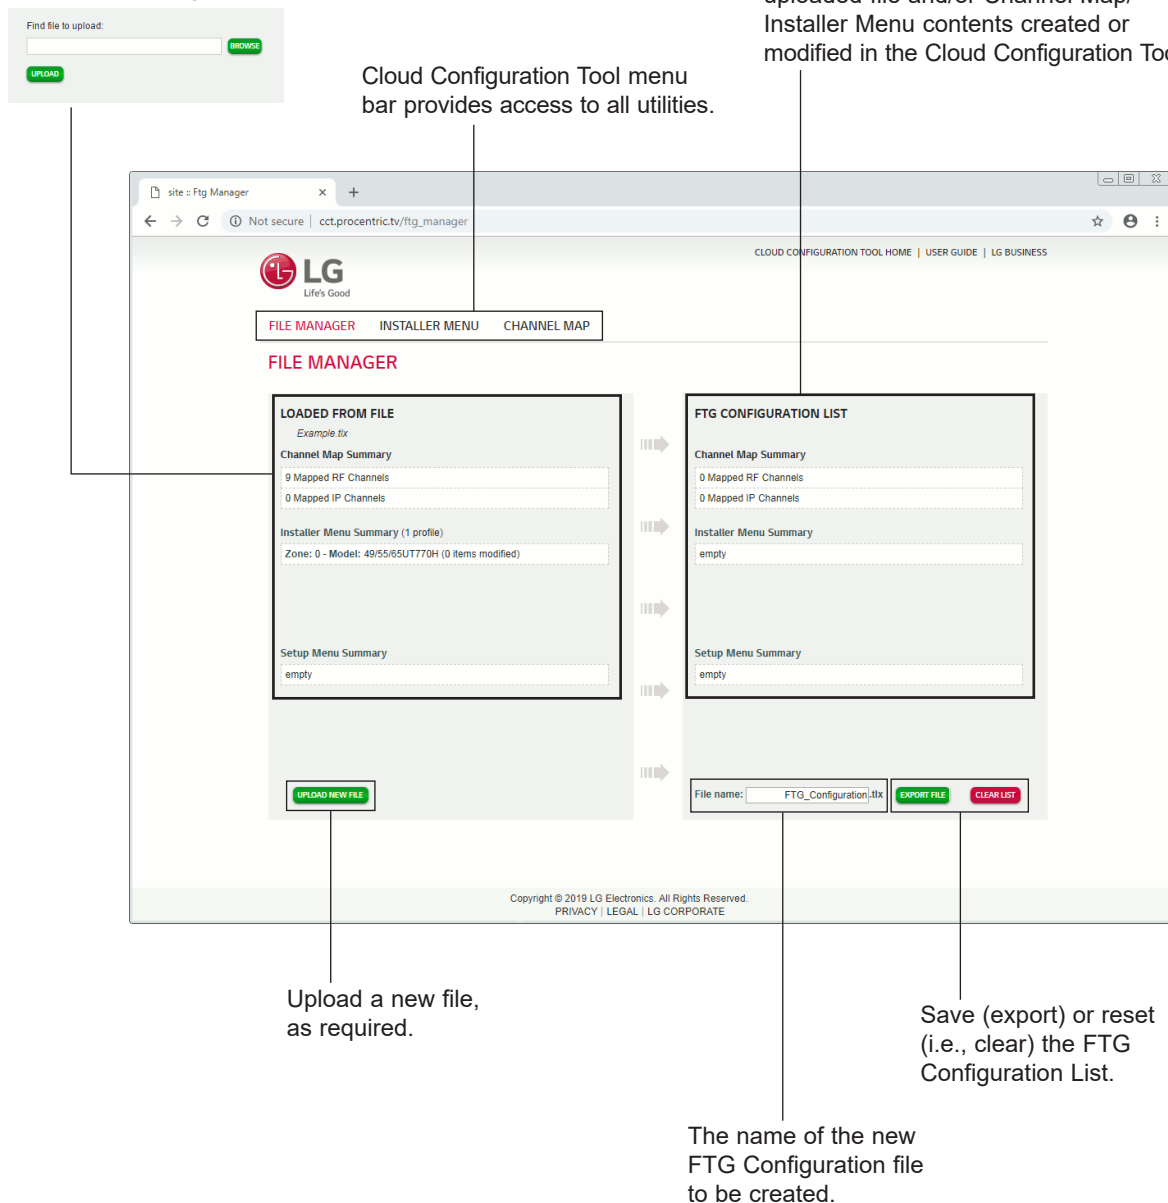 Find file to upload:
BROWSE
UPLOAD
Installer Menu contents created or
modified in the Cloud Configuration
Cloud Configuration Tool menu
bar provides access to all utilities.
site :: Ftg Manager
Not secure | cct.procentric.tv/ftg_manager
CLOUD CONFIGURATION TOOL HOME | USER GUIDE | LG BUSINESS
LG
Life's Good
FILE MANAGER INSTALLER MENU CHANNEL MAP
FILE MANAGER
LOADED FROM FILE
Example.tlx
Channel Map Summary
9 Mapped RF Channels
0 Mapped IP Channels
Installer Menu Summary (1 profile)
Zone: 0 - Model: 49/55/65UT770H (0 items modified)
Setup Menu Summary
empty
UPLOAD NEW FILE
FTG CONFIGURATION LIST
Channel Map Summary
0 Mapped RF Channels
0 Mapped IP Channels
Installer Menu Summary
empty
Setup Menu Summary
empty
File name: FTG_Configuration .tlx EXPORT FILE CLEAR LIST
Copyright © 2019 LG Electronics. All Rights Reserved.
PRIVACY | LEGAL | LG CORPORATE
Upload a new file,
as required.
Save (export) or reset
(i.e., clear) the FTG
Configuration List.
The name of the new
FTG Configuration file
to be created.